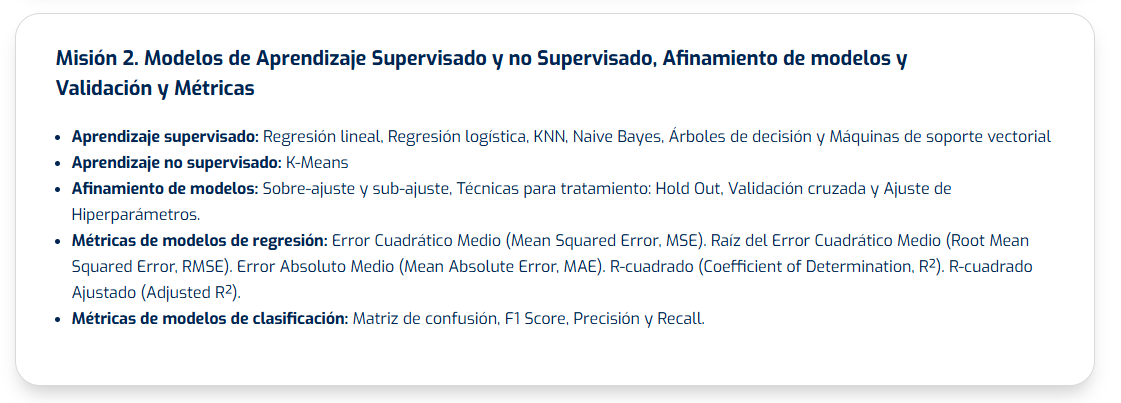 Misión 2. Modelos de Aprendizaje Supervisado y no Supervisado, Afinamiento de modelos y
Validación y Métricas
• Aprendizaje supervisado: Regresión lineal, Regresión logística, KNN, Naive Bayes, Árboles de decisión y Máquinas de soporte vectorial
• Aprendizaje no supervisado: K-Means
• Afinamiento de modelos: Sobre-ajuste y sub-ajuste, Técnicas para tratamiento: Hold Out, Validación cruzada y Ajuste de
Hiperparámetros.
• Métricas de modelos de regresión: Error Cuadrático Medio (Mean Squared Error, MSE). Raíz del Error Cuadrático Medio (Root Mean
Squared Error, RMSE). Error Absoluto Medio (Mean Absolute Error, MAE). R-cuadrado (Coefficient of Determination, R²). R-cuadrado
Ajustado (Adjusted R²).
• Métricas de modelos de clasificación: Matriz de confusión, F1 Score, Precisión y Recall.